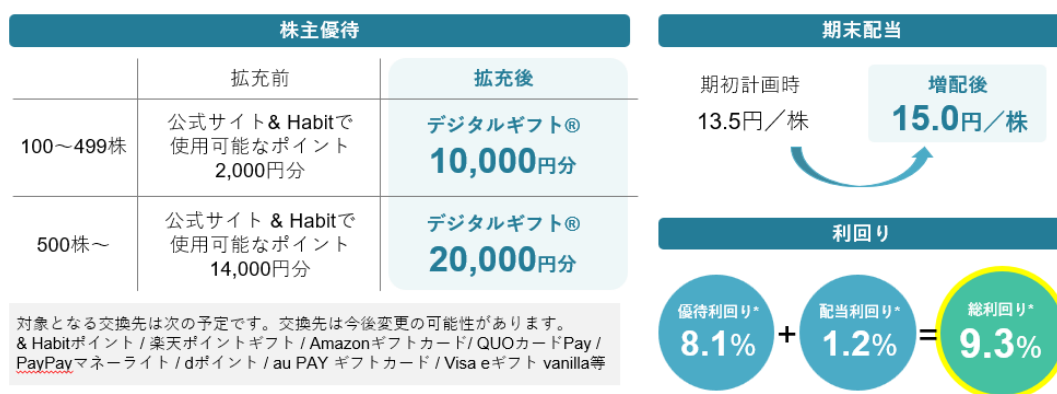 株主優待
拡充前
拡充後
100～499株
公式サイト& Habitで
使用可能なポイント
2,000円分
デジタルギフト®
10,000円分
500株～
公式サイト & Habitで
使用可能なポイント
14,000円分
デジタルギフト®
20,000円分
対象となる交換先は次の予定です。交換先は今後変更の可能性があります。
& Habitポイント / 楽天ポイントギフト / Amazonギフトカード/ QUOカードPay /
PayPayマネーライト / dポイント / au PAY ギフトカード / Visa eギフト vanilla等
期末配当
期初計画時
13.5円／株
増配後
15.0円／株
利回り
優待利回り*
8.1%
+
配当利回り*
1.2%
=
総利回り*
9.3%